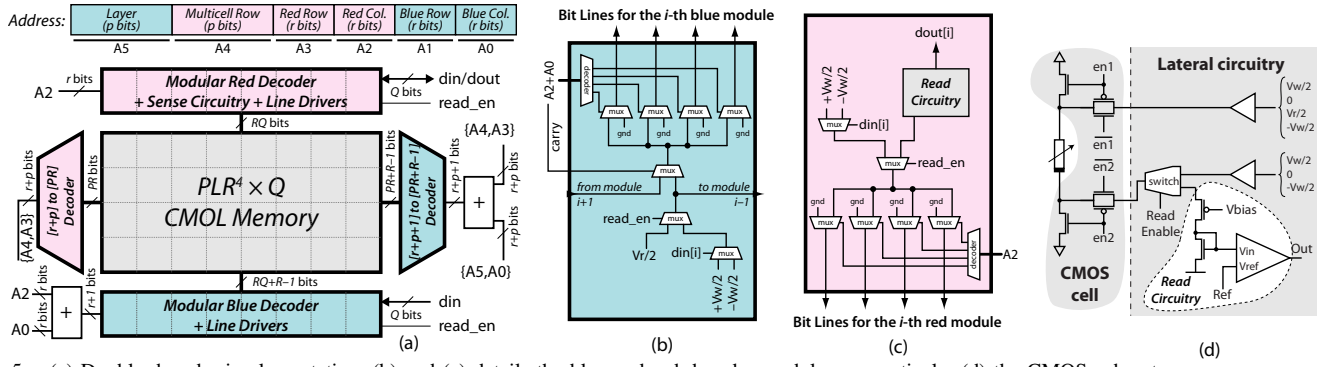 Address:
Layer
(p bits)
Multicell Row
(p bits)
Red Row
(r bits)
Red Col.
(r bits)
Blue Row
(r bits)
Blue Col.
(r bits)
A5
A4
A3
A2
A1
A0
A2
r bits
Modular Red Decoder
+ Sense Circuitry + Line Drivers
din/dout
Q bits
read_en
RQ bits
{A4,A3}
r+p bits
[r+p] to [PR]
Decoder
PR bits
PLR⁴ × Q
CMOL Memory
PR+R−1 bits
[r+p+1] to [PR+R−1]
Decoder
r+p+1 bits
+
{A4,A3}
r+p bits
r+p bits
{A5,A0}
RQ+R−1 bits
A2
r bits
A0
r bits
+
r+1 bits
Modular Blue Decoder
+ Line Drivers
din
Q bits
read_en
(a)
Bit Lines for the i-th blue module
A2+A0
decoder
mux
mux
mux
mux
gnd
gnd
gnd
gnd
carry
mux
from module
i+1
to module
i−1
read_en
mux
Vr/2
din[i]
mux
+Vw/2
−Vw/2
(b)
dout[i]
Read
Circuitry
+Vw/2
−Vw/2
mux
din[i]
mux
read_en
gnd
gnd
gnd
gnd
mux
mux
mux
mux
decoder
A2
Bit Lines for the i-th red module
(c)
Lateral circuitry
en1
en1
en2
en2
CMOS
cell
Vw/2
0
Vr/2
-Vw/2
Vw/2
0
-Vw/2
switch
Read
Enable
Vbias
Vin
Vref
Out
Read
Circuitry
Ref
(d)